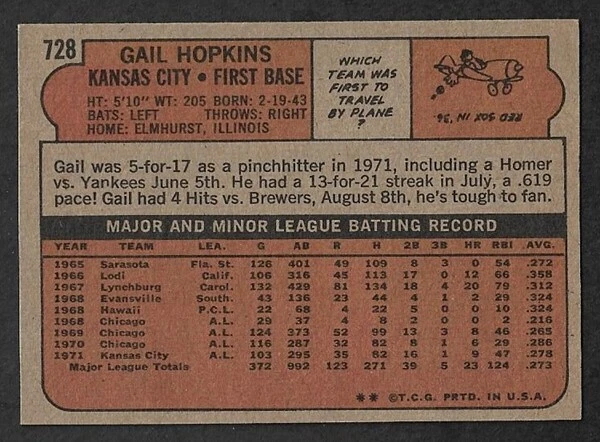 728
GAIL HOPKINS
KANSAS CITY • FIRST BASE
HT: 5'10" WT: 205 BORN: 2-19-43
BATS: LEFT THROWS: RIGHT
HOME: ELMHURST, ILLINOIS
WHICH
TEAM WAS
FIRST TO
TRAVEL
BY PLANE
?
RED SOX IN '36.
Gail was 5-for-17 as a pinchhitter in 1971, including a Homer
vs. Yankees June 5th. He had a 13-for-21 streak in July, a .619
pace! Gail had 4 Hits vs. Brewers, August 8th, he's tough to fan.
MAJOR AND MINOR LEAGUE BATTING RECORD
YEAR TEAM LEA. G AB R H 2B 3B HR RBI AVG.
1965 Sarasota Fla. St. 126 401 49 109 8 3 0 54 .272
1966 Lodi Calif. 106 316 45 113 17 0 12 66 .358
1967 Lynchburg Carol. 132 429 81 134 18 4 20 79 .312
1968 Evansville South. 43 136 23 44 4 1 2 29 .324
1968 Hawaii P.C.L. 22 68 4 22 5 0 0 10 .324
1968 Chicago A.L. 29 37 4 8 2 0 0 2 .216
1969 Chicago A.L. 124 373 52 99 13 3 8 46 .265
1970 Chicago A.L. 116 287 32 82 8 1 6 29 .286
1971 Kansas City A.L. 103 295 35 82 16 1 9 47 .278
Major League Totals 372 992 123 271 39 5 23 124 .273
** ©T.C.G. PRTD. IN U.S.A.